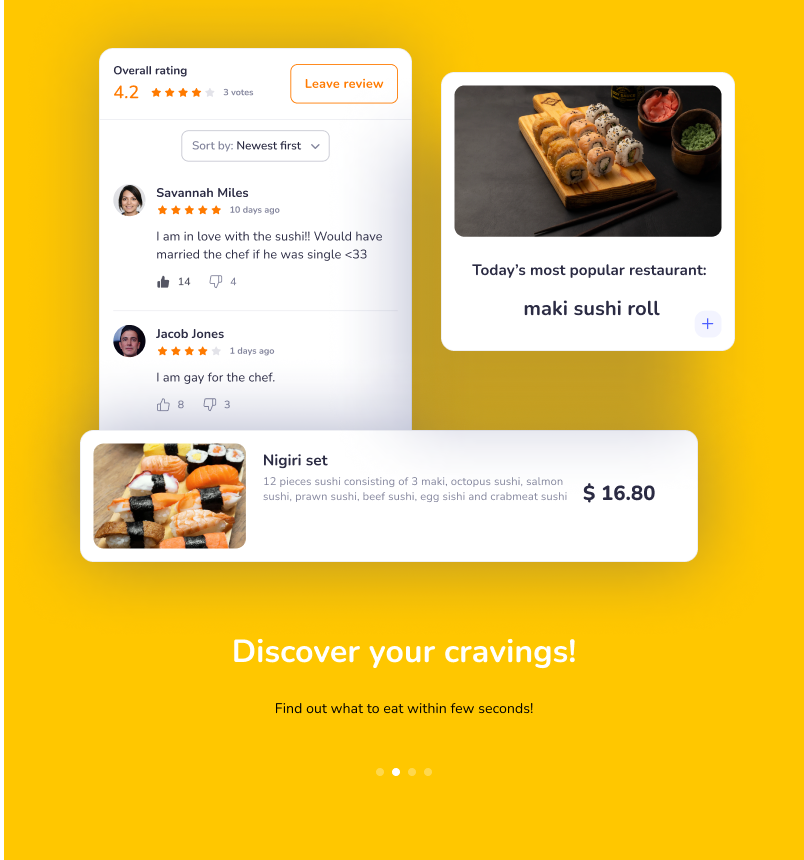 Overall rating
4.2
3 votes
Leave review
Sort by: Newest first
Savannah Miles
10 days ago
I am in love with the sushi!! Would have
married the chef if he was single <33
14
4
Jacob Jones
1 days ago
I am gay for the chef.
8
3
Today's most popular restaurant:
maki sushi roll
Nigiri set
12 pieces sushi consisting of 3 maki, octopus sushi, salmon
sushi, prawn sushi, beef sushi, egg sishi and crabmeat sushi
$ 16.80
Discover your cravings!
Find out what to eat within few seconds!